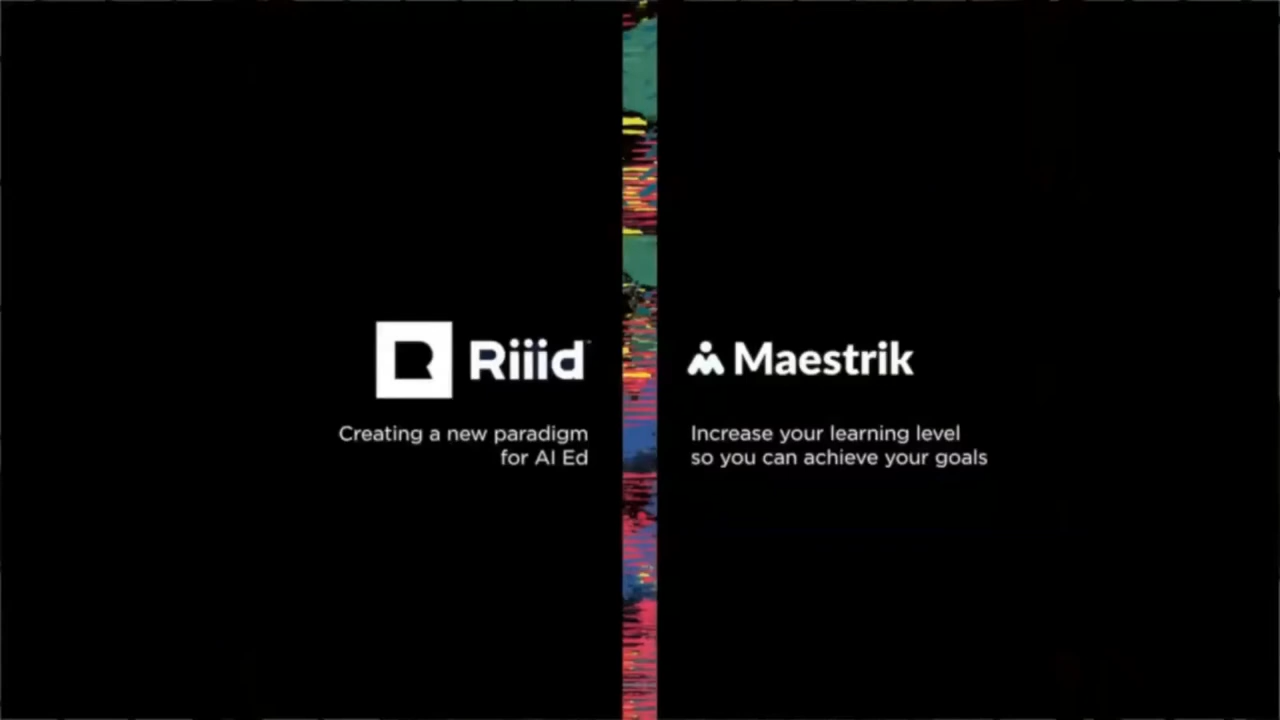 Riiid
Creating a new paradigm
for AI Ed
Maestrik
Increase your learning level
so you can achieve your goals